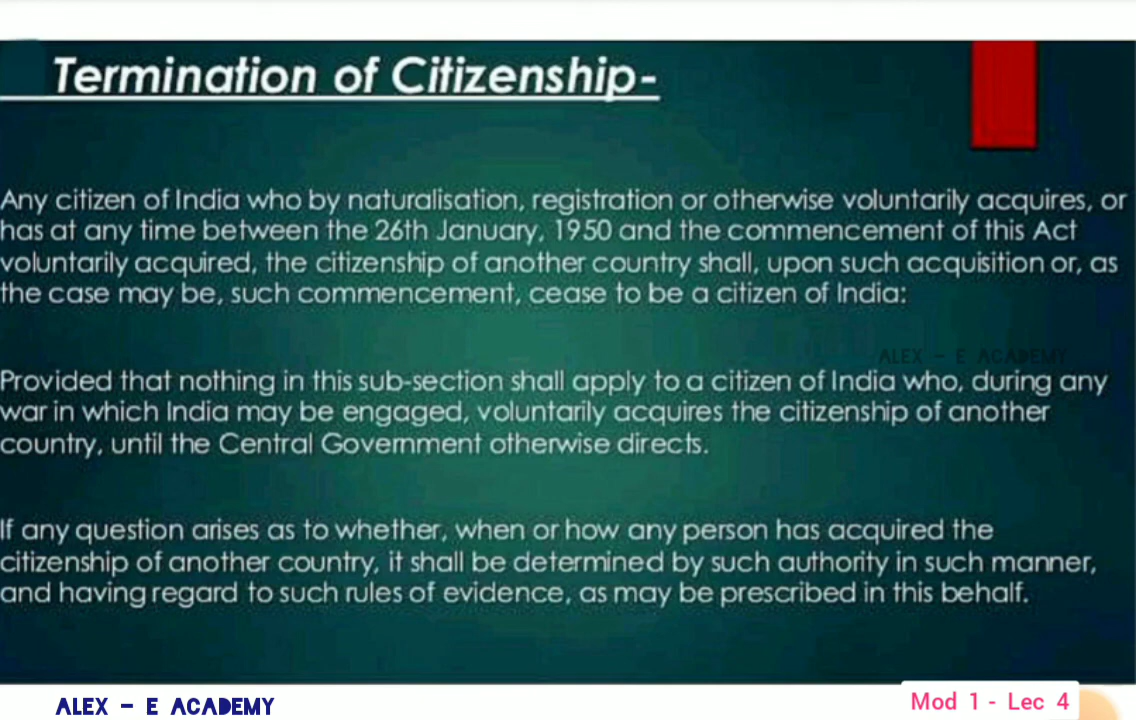 Termination of Citizenship-
Any citizen of India who by naturalisation, registration or otherwise voluntarily acquires, or
has at any time between the 26th January, 1950 and the commencement of this Act
voluntarily acquired, the citizenship of another country shall, upon such acquisition or, as
the case may be, such commencement, cease to be a citizen of India:
ALEX - E ACADEMY
Provided that nothing in this sub-section shall apply to a citizen of India who, during any
war in which India may be engaged, voluntarily acquires the citizenship of another
country, until the Central Government otherwise directs.
If any question arises as to whether, when or how any person has acquired the
citizenship of another country, it shall be determined by such authority in such manner,
and having regard to such rules of evidence, as may be prescribed in this behalf.
ALEX - E ACADEMY
Mod 1 - Lec 4